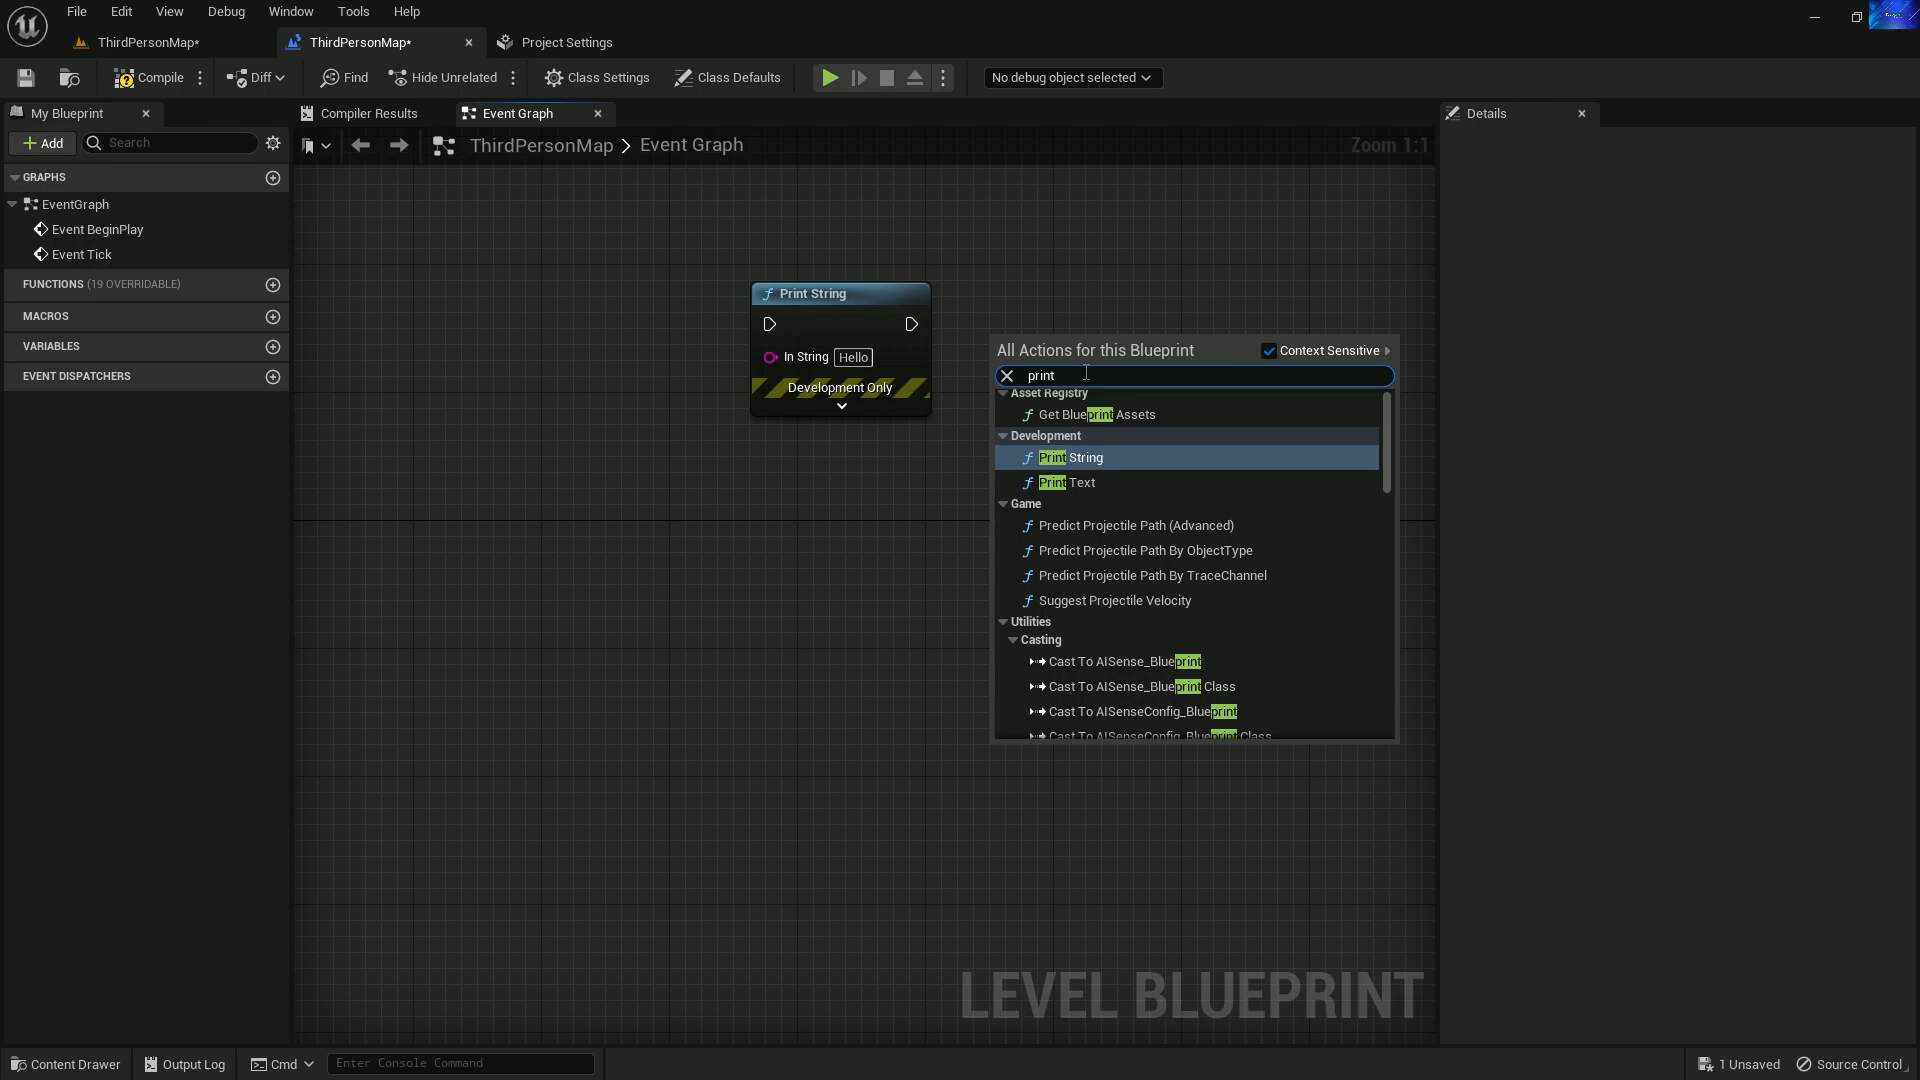 File Edit View Debug Window Tools Help
ThirdPersonMap* ThirdPersonMap* Project Settings
Compile Diff Find Hide Unrelated Class Settings Class Defaults No debug object selected
My Blueprint Compiler Results Event Graph Details
Add Search ThirdPersonMap > Event Graph Zoom 1:1
GRAPHS
EventGraph
Event BeginPlay
Event Tick
FUNCTIONS (19 OVERRIDABLE)
MACROS
VARIABLES
EVENT DISPATCHERS
Print String
In String Hello
Development Only
All Actions for this Blueprint Context Sensitive
print
Asset Registry
Get Blueprint Assets
Development
Print String
Print Text
Game
Predict Projectile Path (Advanced)
Predict Projectile Path By ObjectType
Predict Projectile Path By TraceChannel
Suggest Projectile Velocity
Utilities
Casting
Cast To AISense_Blueprint
Cast To AISense_Blueprint Class
Cast To AISenseConfig_Blueprint
Cast To AISenseConfig_Blueprint Class
LEVEL BLUEPRINT
Content Drawer Output Log Cmd Enter Console Command 1 Unsaved Source Control